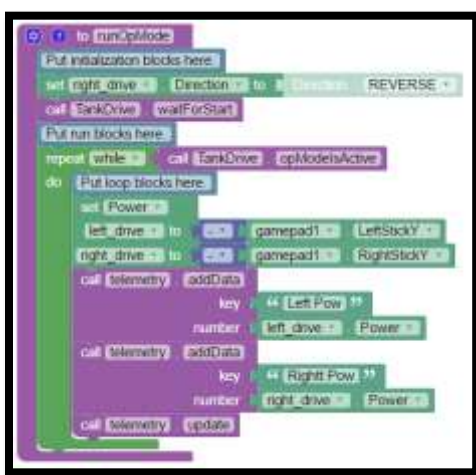 to runOpMode
Put initialization blocks here.
set right_drive . Direction to Direction . REVERSE
call TankDrive . waitForStart
Put run blocks here.
repeat while call TankDrive . opModeIsActive
do Put loop blocks here.
set Power
left_drive to - gamepad1 . LeftStickY
right_drive to - gamepad1 . RightStickY
call telemetry . addData
key “ Left Pow ”
number left_drive . Power
call telemetry . addData
key “ Rightt Pow ”
number right_drive . Power
call telemetry . update